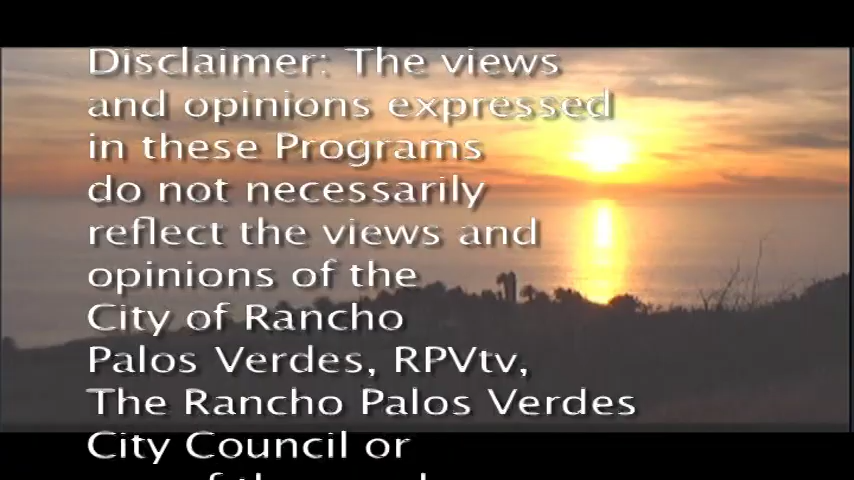 Disclaimer: The views
and opinions expressed
in these Programs
do not necessarily
reflect the views and
opinions of the
City of Rancho
Palos Verdes, RPVtv,
The Rancho Palos Verdes
City Council or